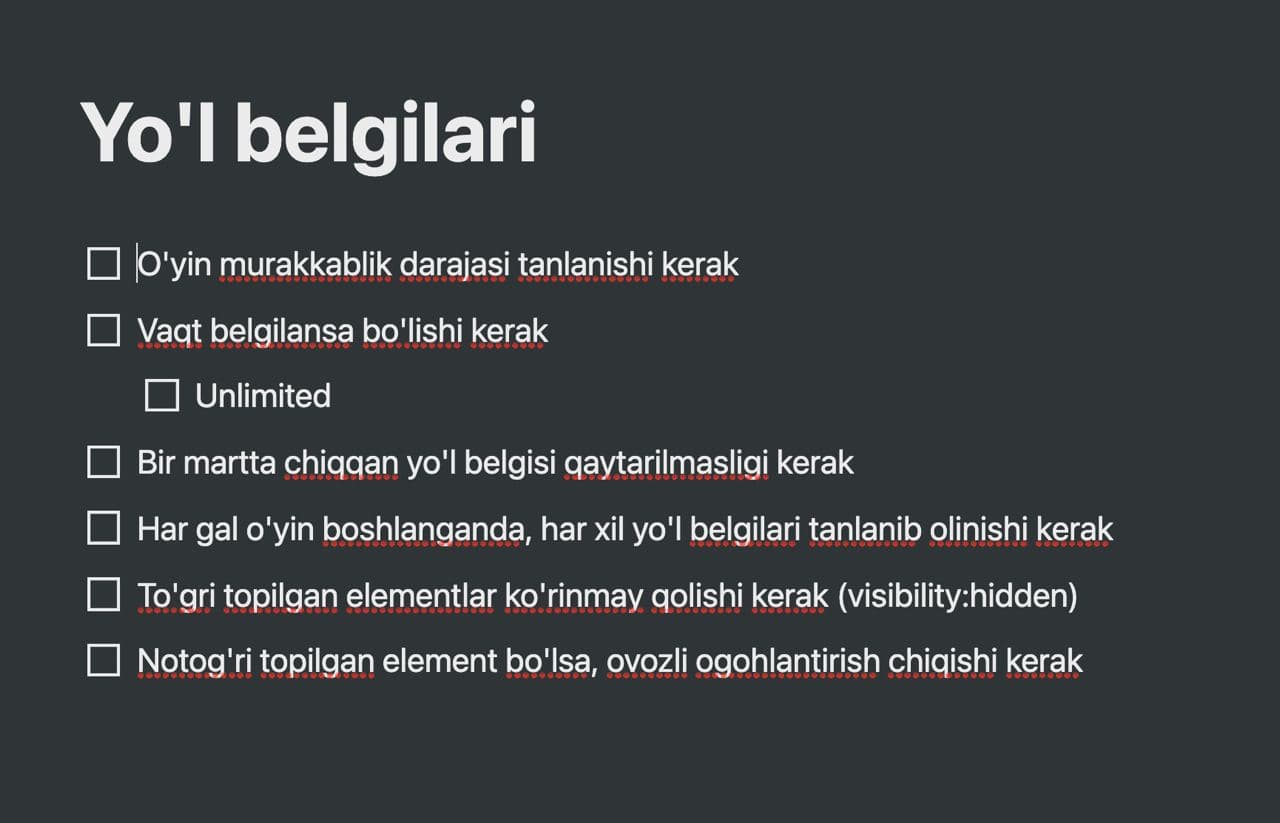 Yo'l belgilari
O'yin murakkablik darajasi tanlanishi kerak
Vaqt belgilansa bo'lishi kerak
Unlimited
Bir martta chiqqan yo'l belgisi qaytarilmasligi kerak
Har gal o'yin boshlanganda, har xil yo'l belgilari tanlanib olinishi kerak
To'gri topilgan elementlar ko'rinmay qolishi kerak (visibility:hidden)
Notog'ri topilgan element bo'lsa, ovozli ogohlantirish chiqishi kerak